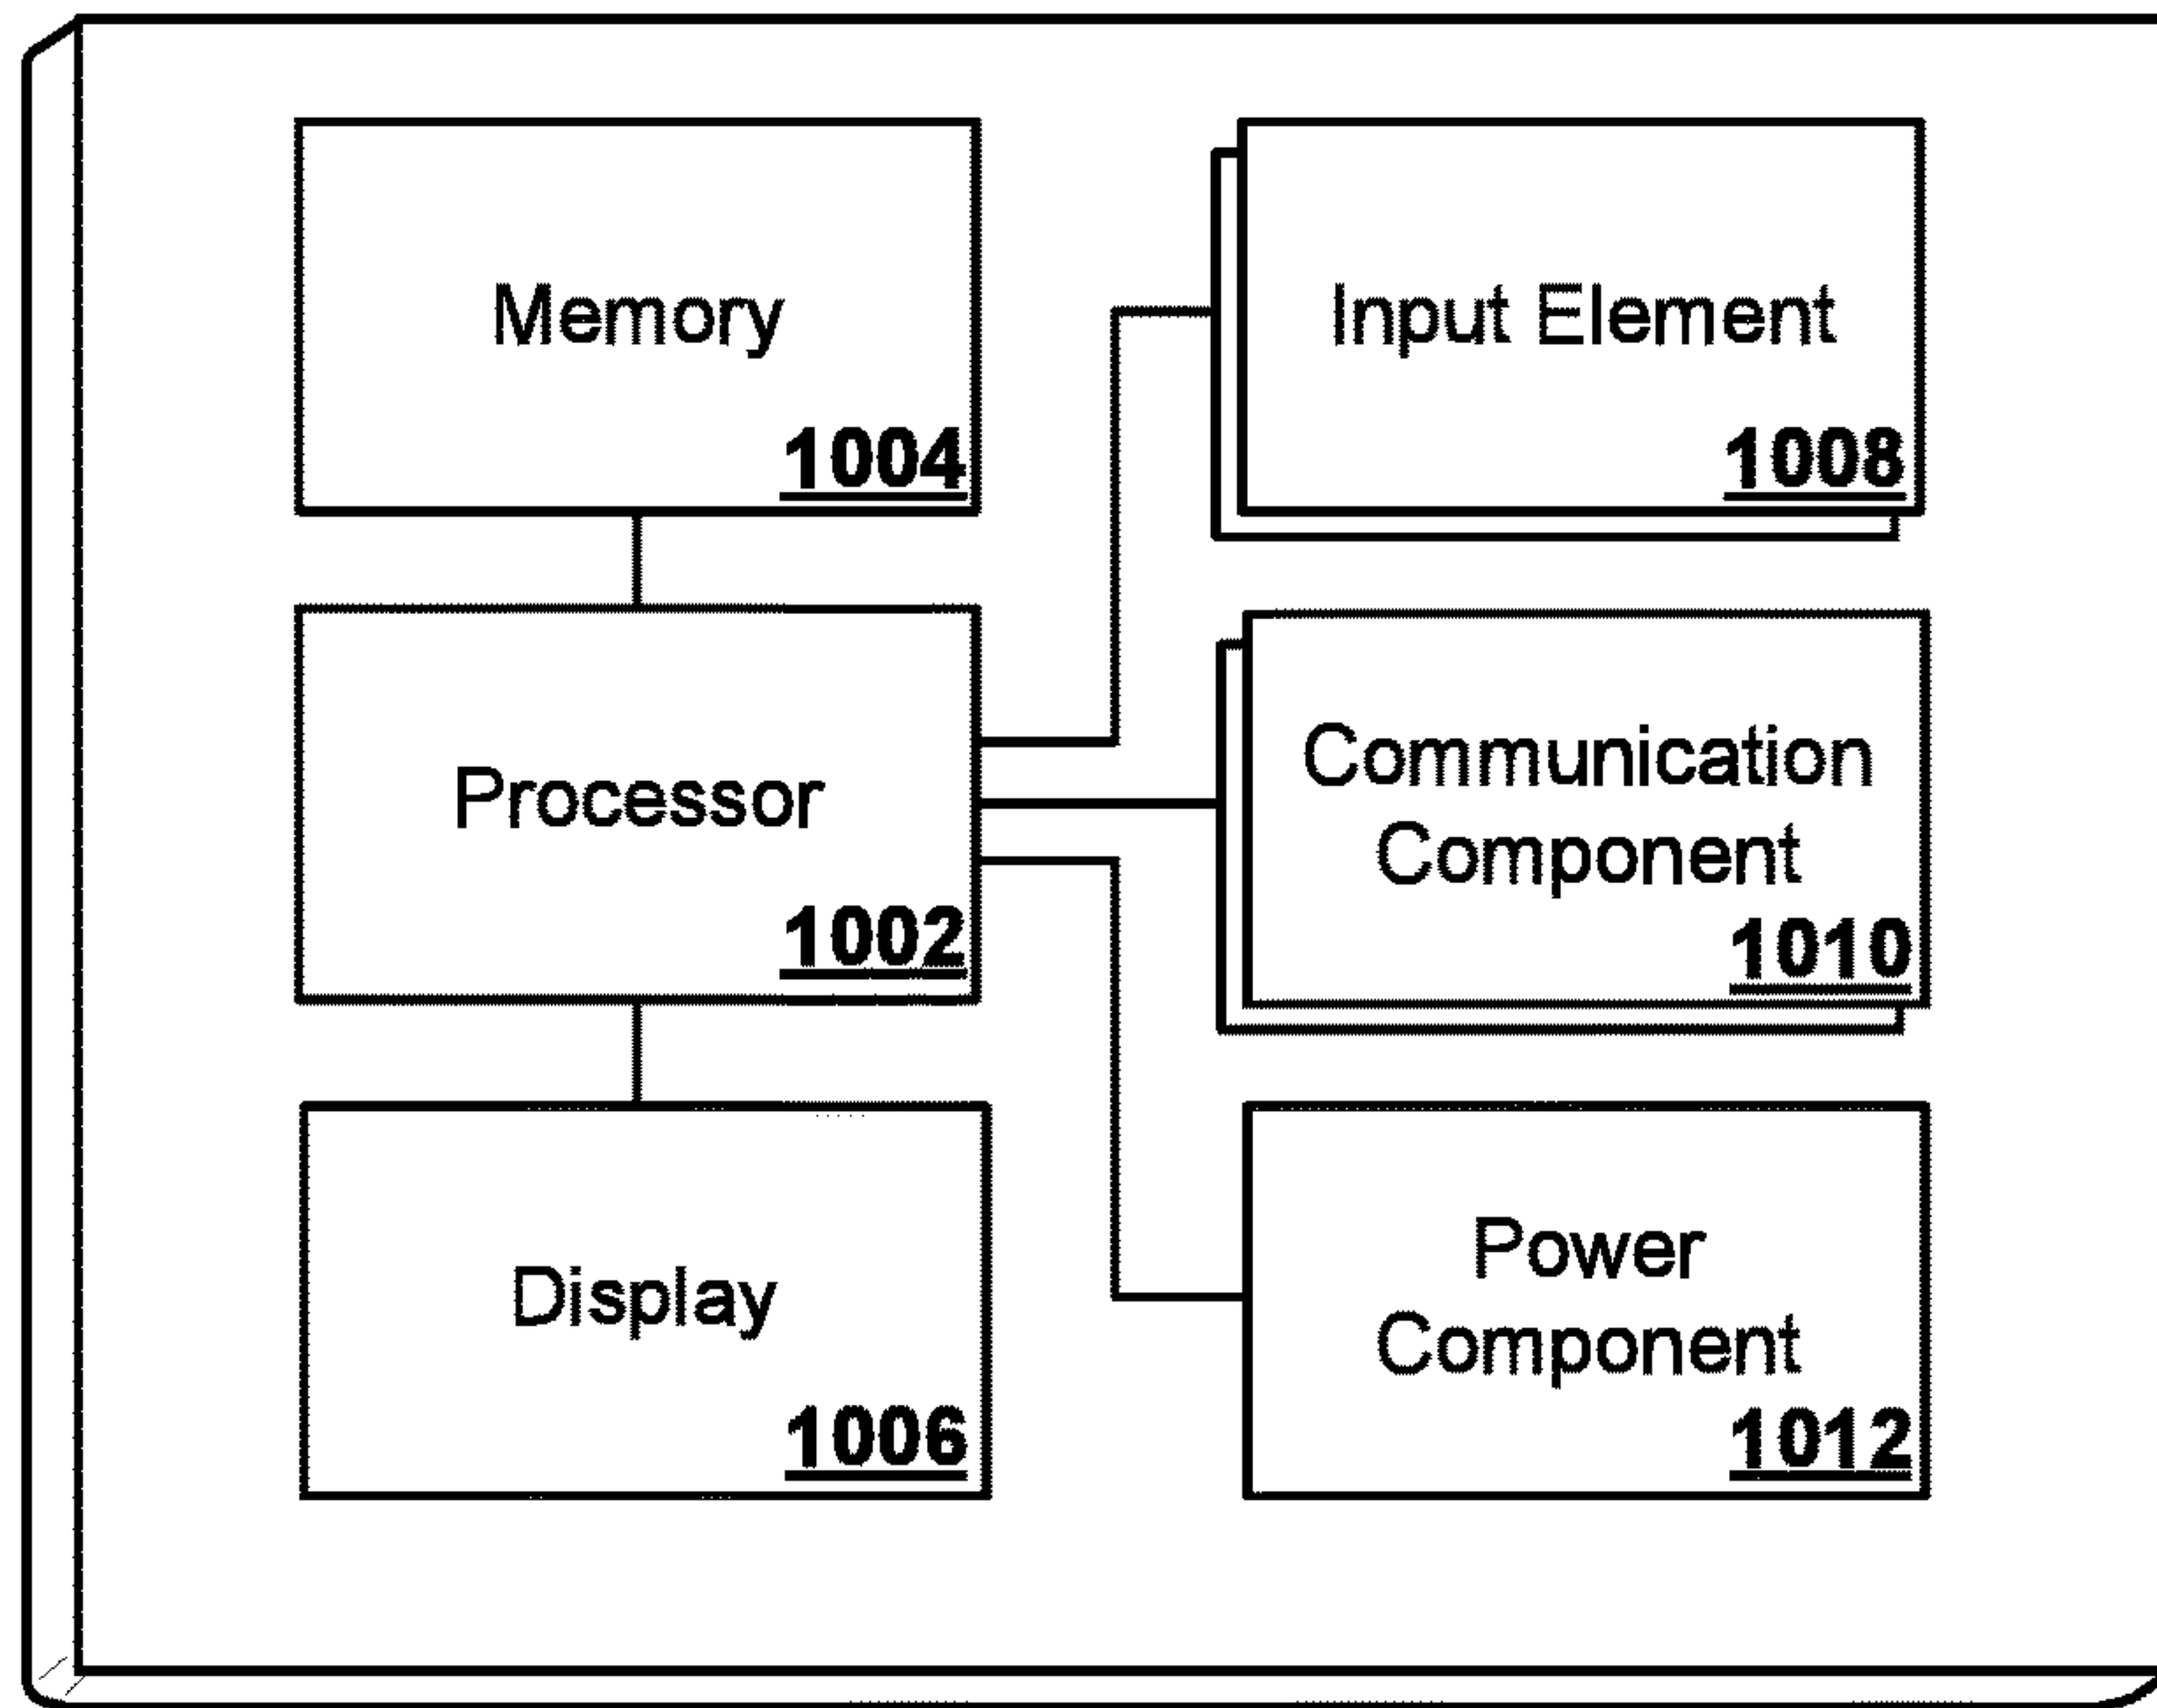 Memory
1004
Input Element
1008
Processor
1002
Communication
Component
1010
Display
1006
Power
Component
1012